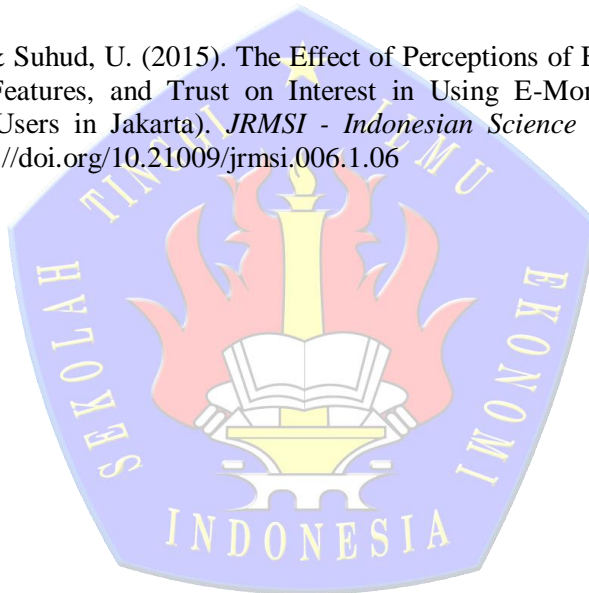 & Suhud, U. (2015). The Effect of Perceptions of
Features, and Trust on Interest in Using
Users in Jakarta). JRMSI - Indonesian Science
//doi.org/10.21009/jrmsi.006.1.06
SEKOLAH TINGGI ILMU EKONOMI
INDONESIA